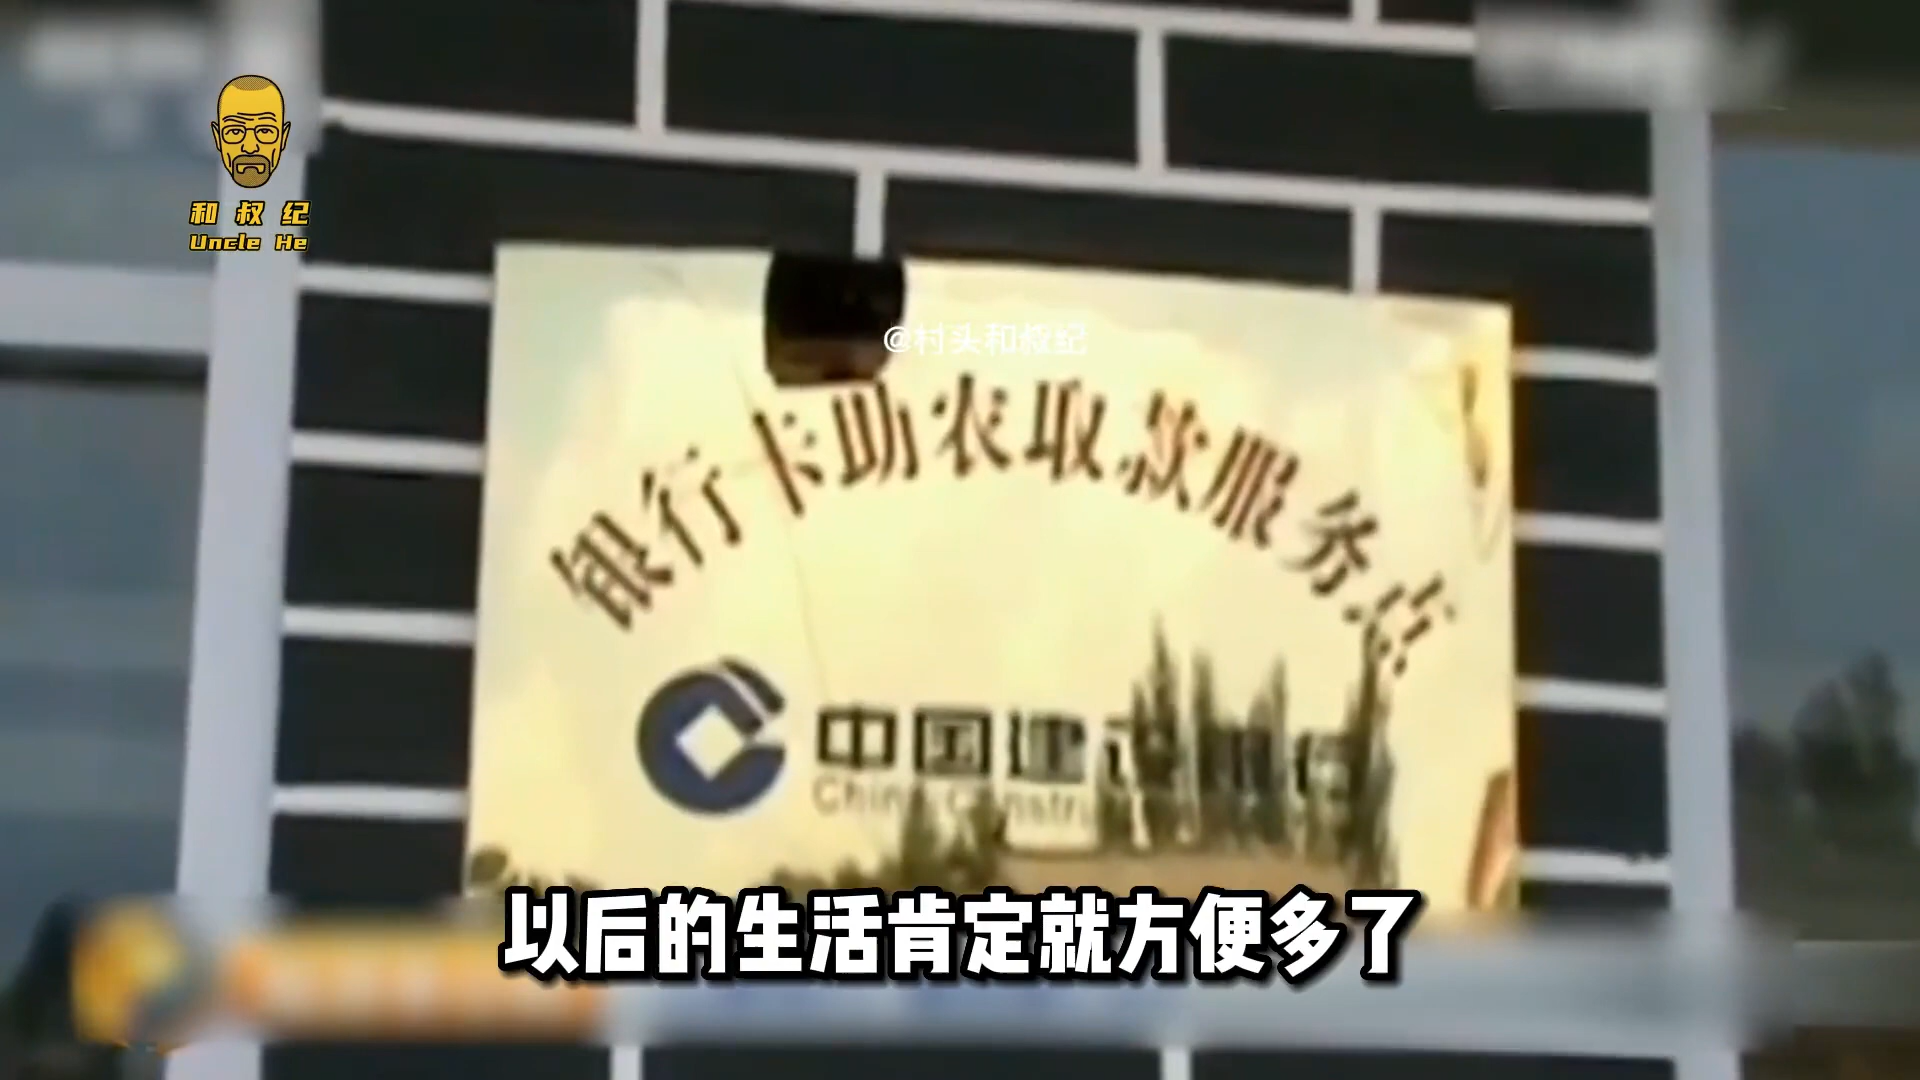 和叔纪
Uncle He
@村头和叔纪
银行卡助农取款服务点
中国建设银行
China Constru
以后的生活肯定就方便多了